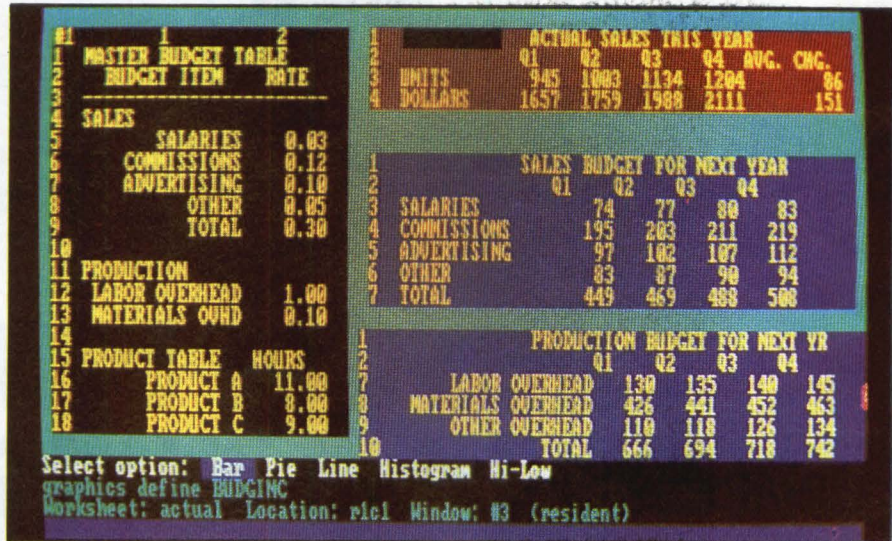 #1 1 2
1 MASTER BUDGET TABLE
2 BUDGET ITEM RATE
3 ------------------------------
4 SALES
5 SALARIES 0.03
6 COMMISSIONS 0.12
7 ADVERTISING 0.10
8 OTHER 0.05
9 TOTAL 0.30
10
11 PRODUCTION
12 LABOR OVERHEAD 1.00
13 MATERIALS OVHD 0.10
14
15 PRODUCT TABLE HOURS
16 PRODUCT A 11.00
17 PRODUCT B 8.00
18 PRODUCT C 9.00
1 ACTUAL SALES THIS YEAR
2 Q1 Q2 Q3 Q4 AVG. CHG.
3 UNITS 945 1003 1134 1204 86
4 DOLLARS 1657 1759 1988 2111 151
1 SALES BUDGET FOR NEXT YEAR
2 Q1 Q2 Q3 Q4
3 SALARIES 74 77 80 83
4 COMMISSIONS 195 203 211 219
5 ADVERTISING 97 102 107 112
6 OTHER 83 87 90 94
7 TOTAL 449 469 488 508
1 PRODUCTION BUDGET FOR NEXT YR
2 Q1 Q2 Q3 Q4
7 LABOR OVERHEAD 130 135 140 145
8 MATERIALS OVERHEAD 426 441 452 463
9 OTHER OVERHEAD 110 118 126 134
10 TOTAL 666 694 718 742
Select option: Bar Pie Line Histogram Hi-Low
graphics define BUDGINC
Worksheet: actual Location: r1c1 Window: #3 (resident)